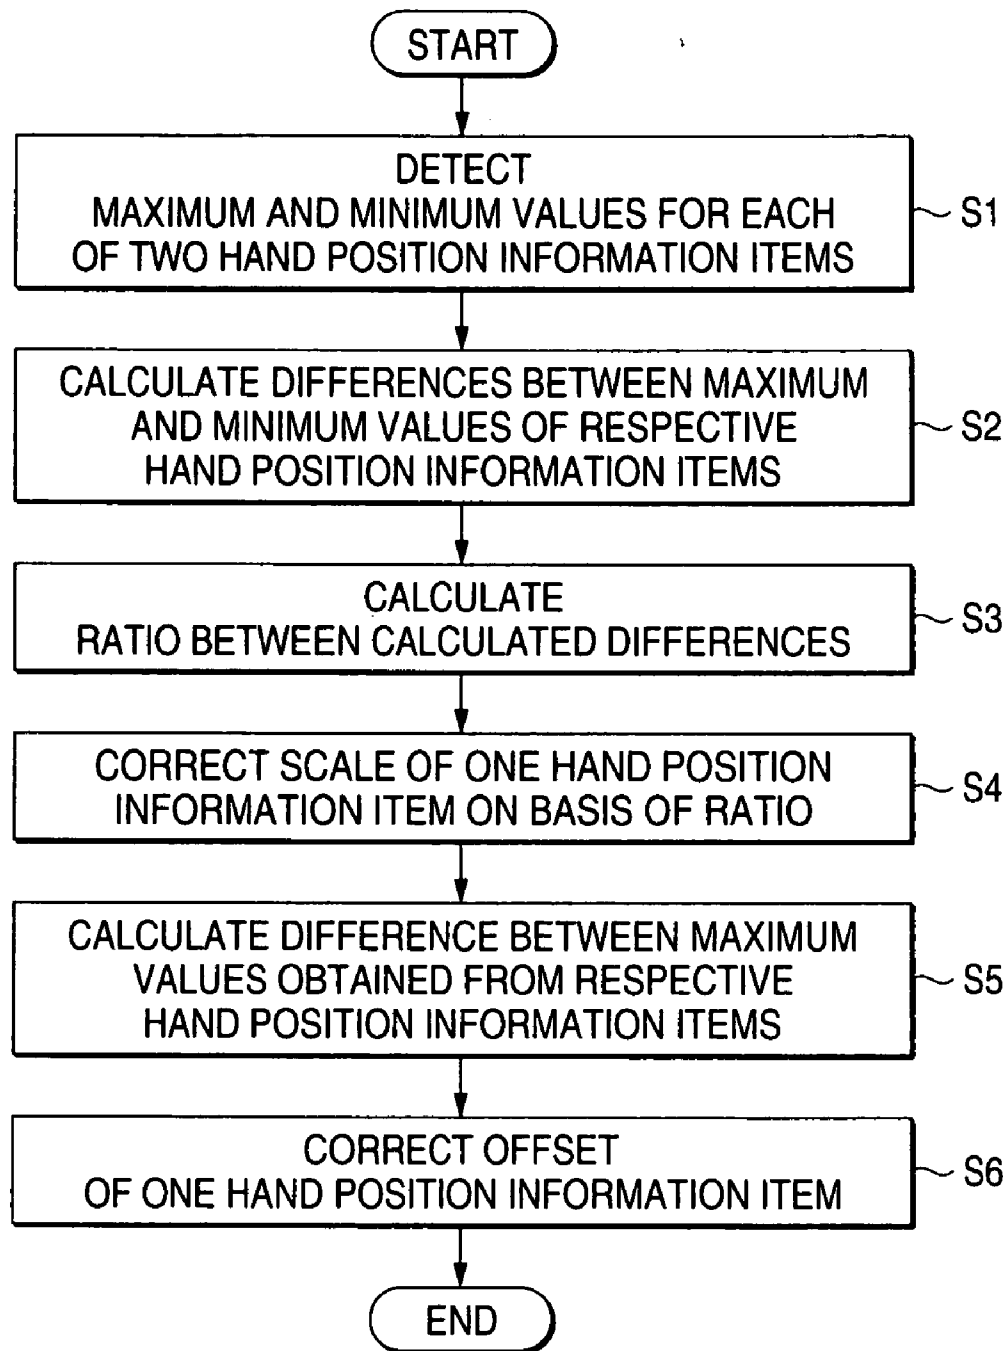 START
DETECT
MAXIMUM AND MINIMUM VALUES FOR EACH
OF TWO HAND POSITION INFORMATION ITEMS
S1
CALCULATE DIFFERENCES BETWEEN MAXIMUM
AND MINIMUM VALUES OF RESPECTIVE
HAND POSITION INFORMATION ITEMS
S2
CALCULATE
RATIO BETWEEN CALCULATED DIFFERENCES
S3
CORRECT SCALE OF ONE HAND POSITION
INFORMATION ITEM ON BASIS OF RATIO
S4
CALCULATE DIFFERENCE BETWEEN MAXIMUM
VALUES OBTAINED FROM RESPECTIVE
HAND POSITION INFORMATION ITEMS
S5
CORRECT OFFSET
OF ONE HAND POSITION INFORMATION ITEM
S6
END